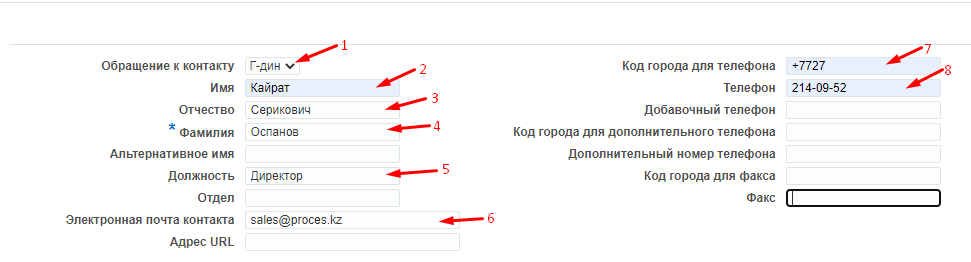 Обращение к контакту Г-дин 1
Имя Кайрат 2
Отчество Серикович 3
* Фамилия Оспанов 4
Альтернативное имя
Должность Директор 5
Отдел
Электронная почта контакта sales@proces.kz 6
Адрес URL
Код города для телефона +7727 7
Телефон 214-09-52 8
Добавочный телефон
Код города для дополнительного телефона
Дополнительный номер телефона
Код города для факса
Факс